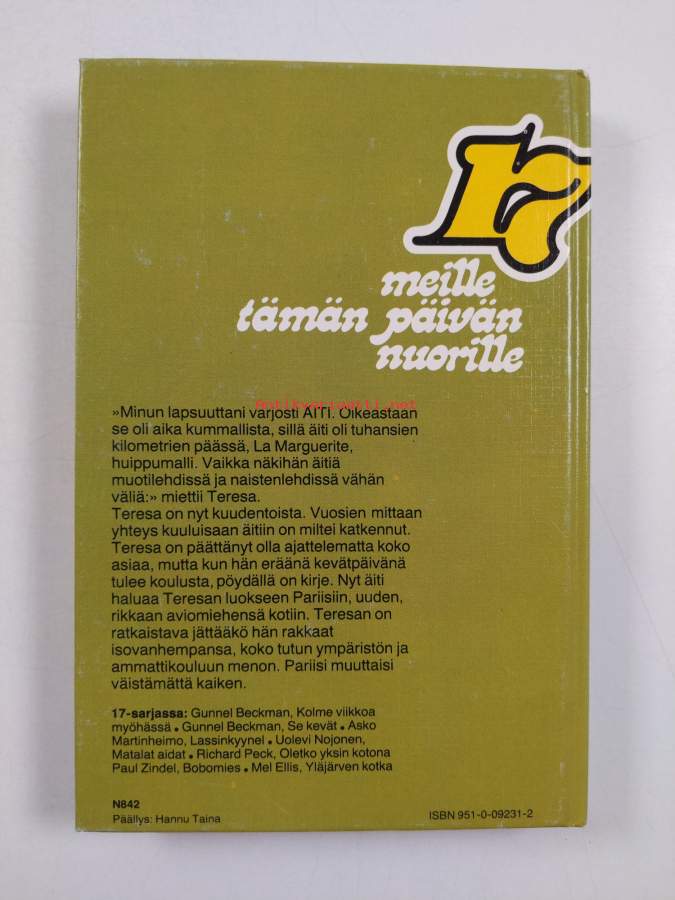 17
meille
tämän päivän
nuorille
Antikvariaatti.net
»Minun lapsuuttani varjosti ÄITI. Oikeastaan
se oli aika kummallista, sillä äiti oli tuhansien
kilometrien päässä, La Marguerite,
huippumalli. Vaikka näkihän äitiä
muotilehdissä ja naistenlehdissä vähän
väliä:» miettii Teresa.
Teresa on nyt kuudentoista. Vuosien mittaan
yhteys kuuluisaan äitiin on miltei katkennut.
Teresa on päättänyt olla ajattelematta koko
asiaa, mutta kun hän eräänä kevätpäivänä
tulee koulusta, pöydällä on kirje. Nyt äiti
haluaa Teresan luokseen Pariisiin, uuden,
rikkaan aviomiehensä kotiin. Teresan on
ratkaistava jättääkö hän rakkaat
isovanhempansa, koko tutun ympäristön ja
ammattikouluun menon. Pariisi muuttaisi
väistämättä kaiken.
17-sarjassa: Gunnel Beckman, Kolme viikkoa
myöhässä • Gunnel Beckman, Se kevät • Asko
Martinheimo, Lassinkyynel • Uolevi Nojonen,
Matalat aidat • Richard Peck, Oletko yksin kotona
Paul Zindel, Bobomies • Mel Ellis, Yläjärven kotka
N842
Päällys: Hannu Taina
ISBN 951-0-09231-2